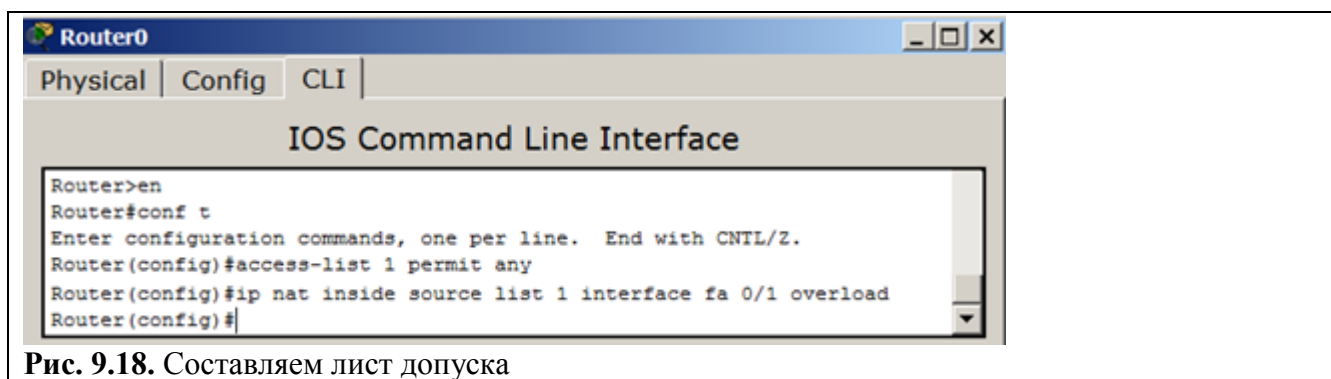 Router0
Physical Config CLI
IOS Command Line Interface
Router>en
Router#conf t
Enter configuration commands, one per line.  End with CNTL/Z.
Router(config)#access-list 1 permit any
Router(config)#ip nat inside source list 1 interface fa 0/1 overload
Router(config)#
Рис. 9.18. Составляем лист допуска